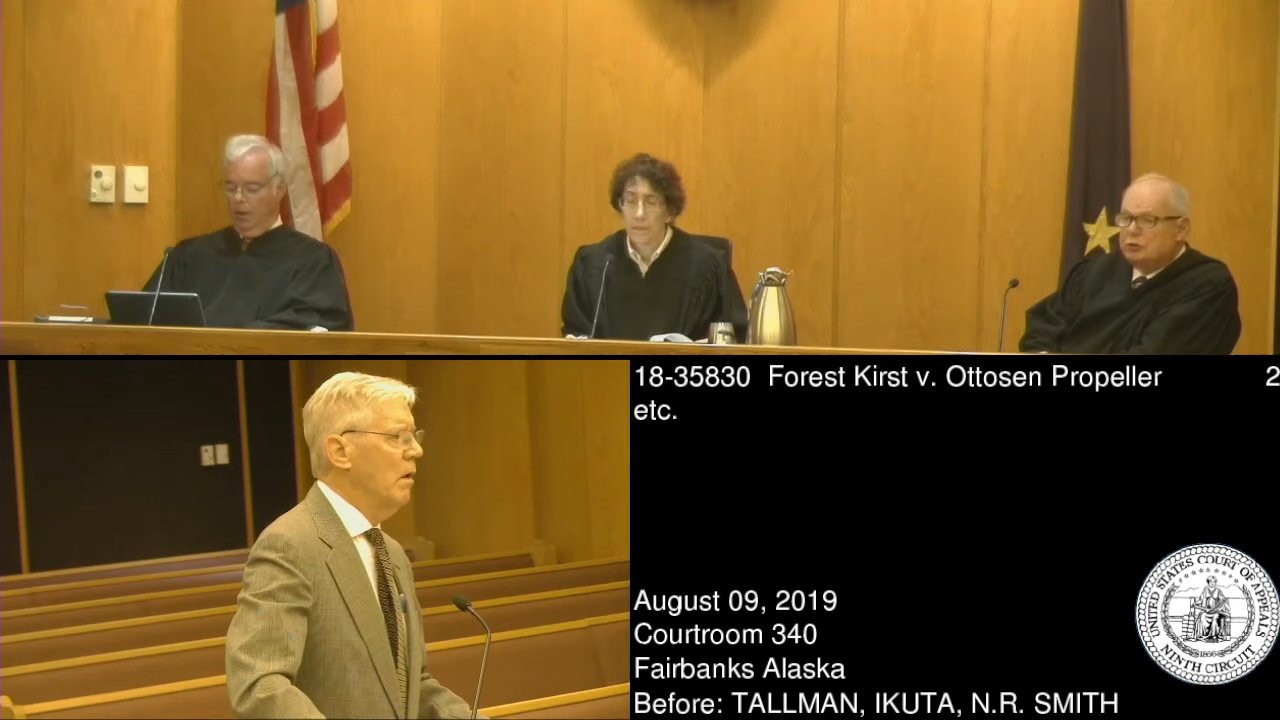 18-35830 Forest Kirst v. Ottosen Propeller 2
etc.
August 09, 2019
Courtroom 340
Fairbanks Alaska
Before: TALLMAN, IKUTA, N.R. SMITH
UNITED STATES COURT OF APPEALS
NINTH CIRCUIT